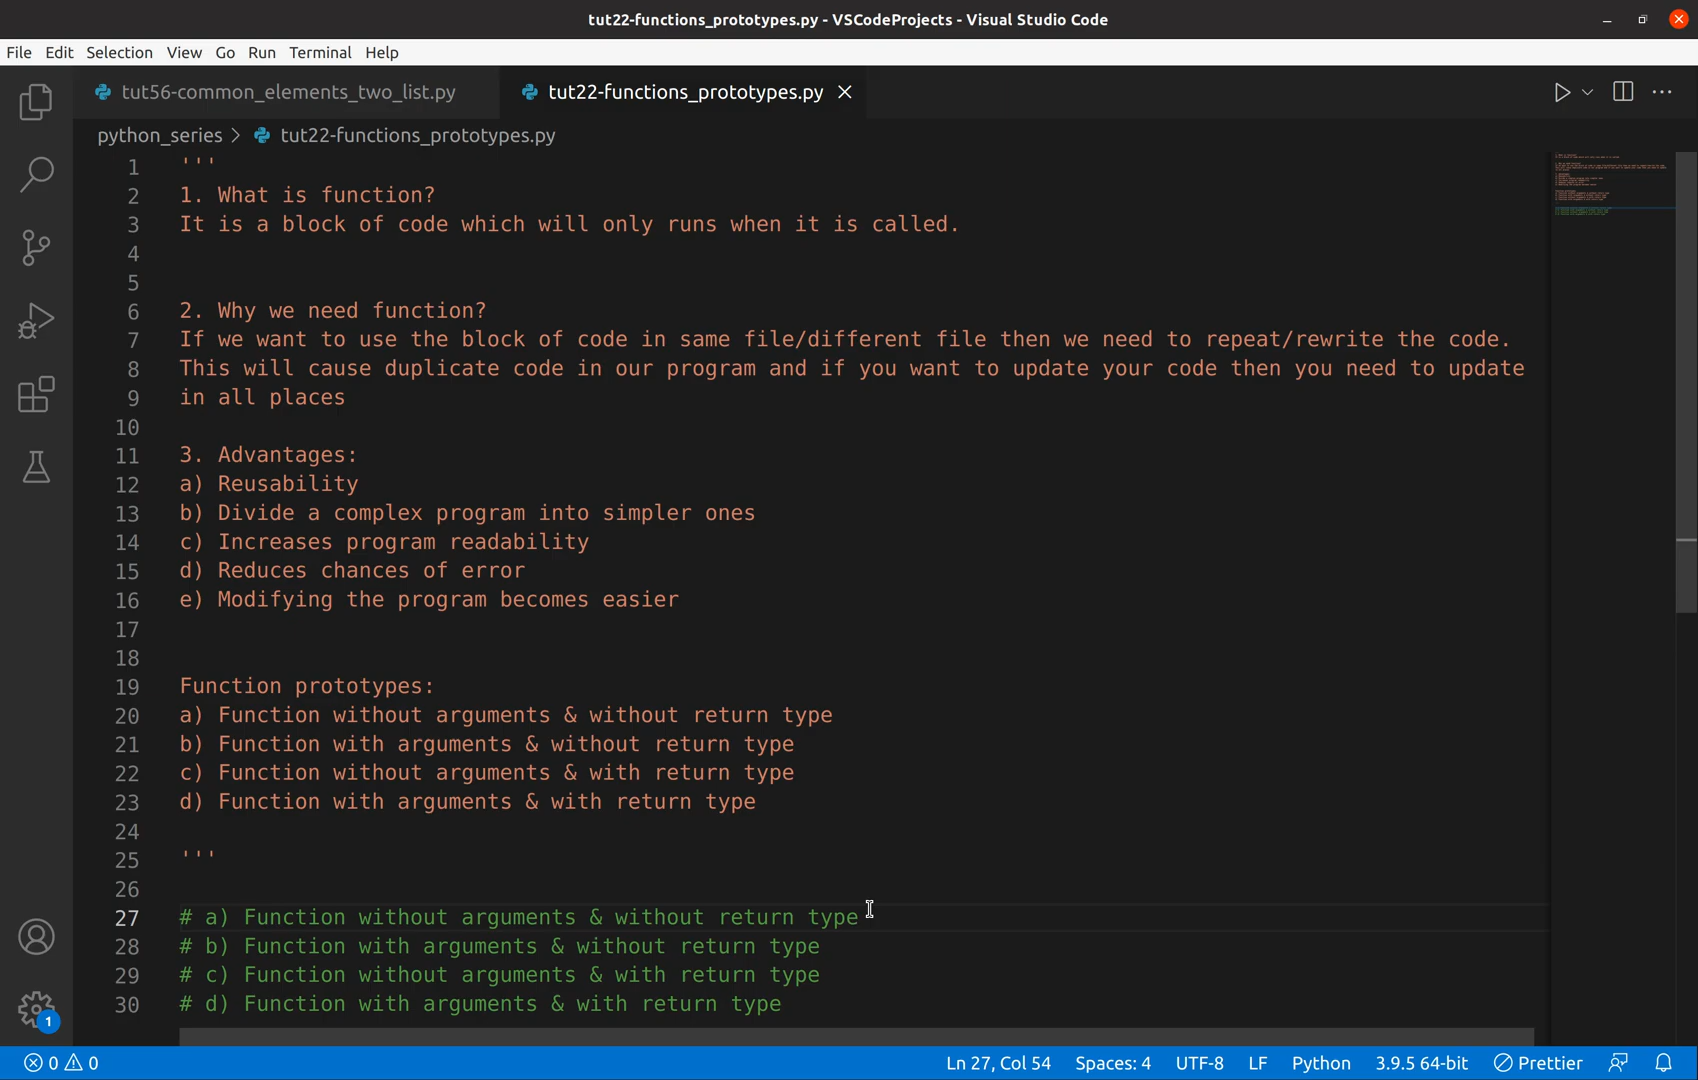 tut22-functions_prototypes.py - VSCodeProjects - Visual Studio Code
File Edit Selection View Go Run Terminal Help
tut56-common_elements_two_list.py tut22-functions_prototypes.py
python_series > tut22-functions_prototypes.py
1 '''
2 1. What is function?
3 It is a block of code which will only runs when it is called.
4
5
6 2. Why we need function?
7 If we want to use the block of code in same file/different file then we need to repeat/rewrite the code.
8 This will cause duplicate code in our program and if you want to update your code then you need to update
9 in all places
10
11 3. Advantages:
12 a) Reusability
13 b) Divide a complex program into simpler ones
14 c) Increases program readability
15 d) Reduces chances of error
16 e) Modifying the program becomes easier
17
18
19 Function prototypes:
20 a) Function without arguments & without return type
21 b) Function with arguments & without return type
22 c) Function without arguments & with return type
23 d) Function with arguments & with return type
24
25 '''
26
27 # a) Function without arguments & without return type
28 # b) Function with arguments & without return type
29 # c) Function without arguments & with return type
30 # d) Function with arguments & with return type
1
0 0 Ln 27, Col 54 Spaces: 4 UTF-8 LF Python 3.9.5 64-bit Prettier